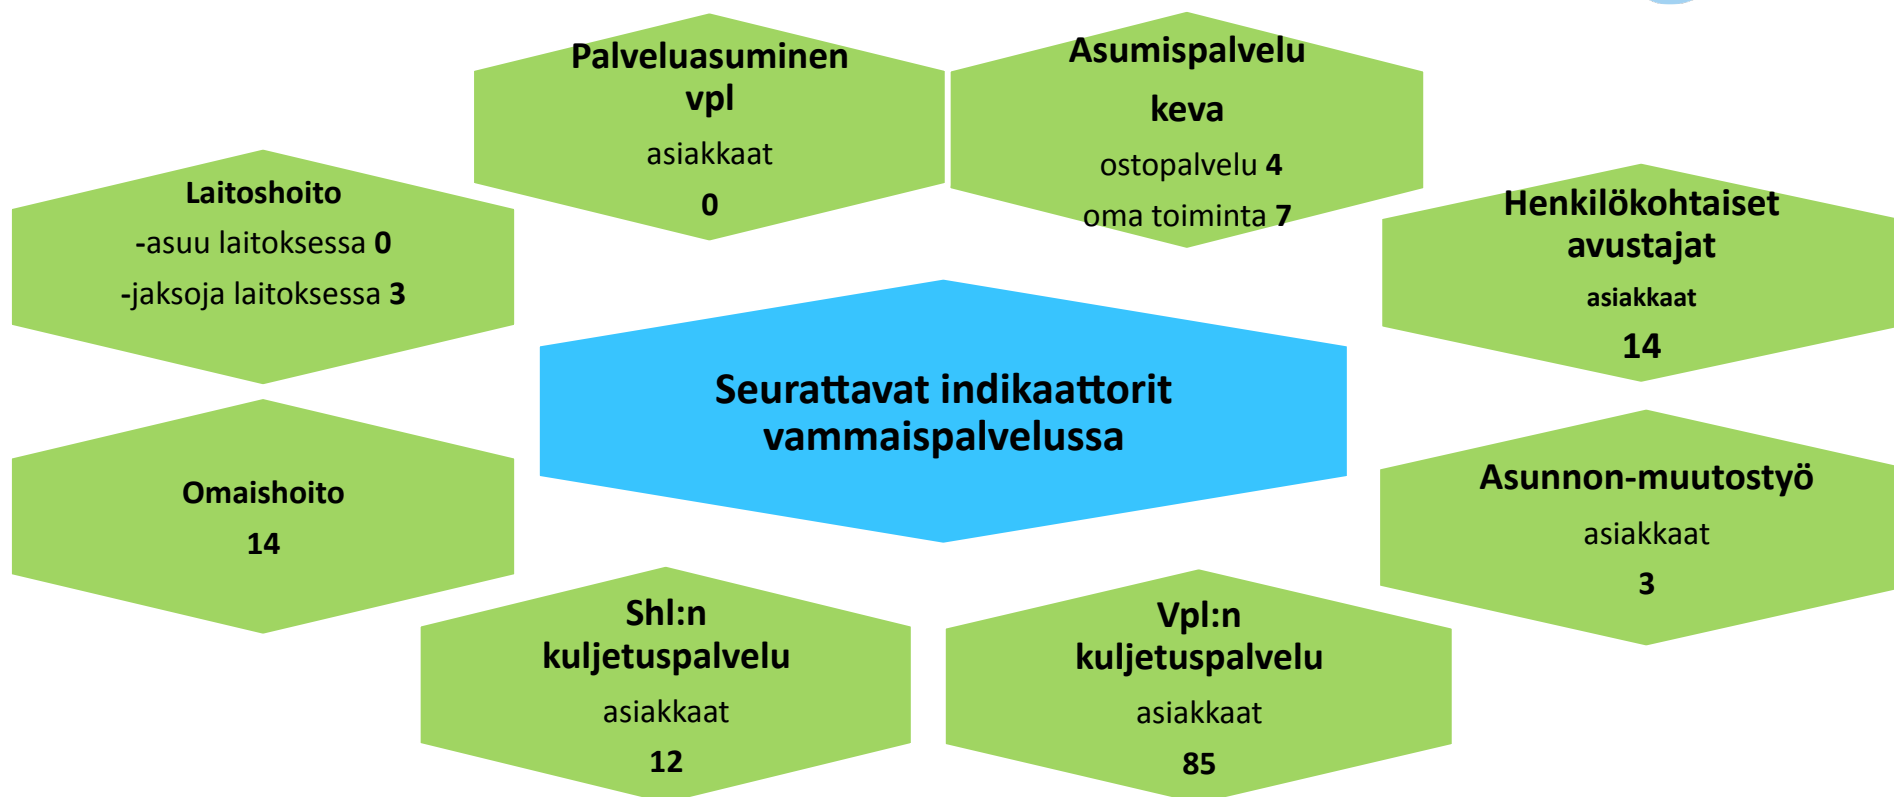 Palveluasuminen
vpl
asiakkaat
0
Asumispalvelu
keva
ostopalvelu 4
oma toiminta 7
Laitoshoito
-asuu laitoksessa 0
-jaksoja laitoksessa 3
Henkilökohtaiset
avustajat
asiakkaat
14
Seurattavat indikaattorit
vammaispalvelussa
Omaishoito
14
Asunnon-muutostyö
asiakkaat
3
Shl:n
kuljetuspalvelu
asiakkaat
12
Vpl:n
kuljetuspalvelu
asiakkaat
85